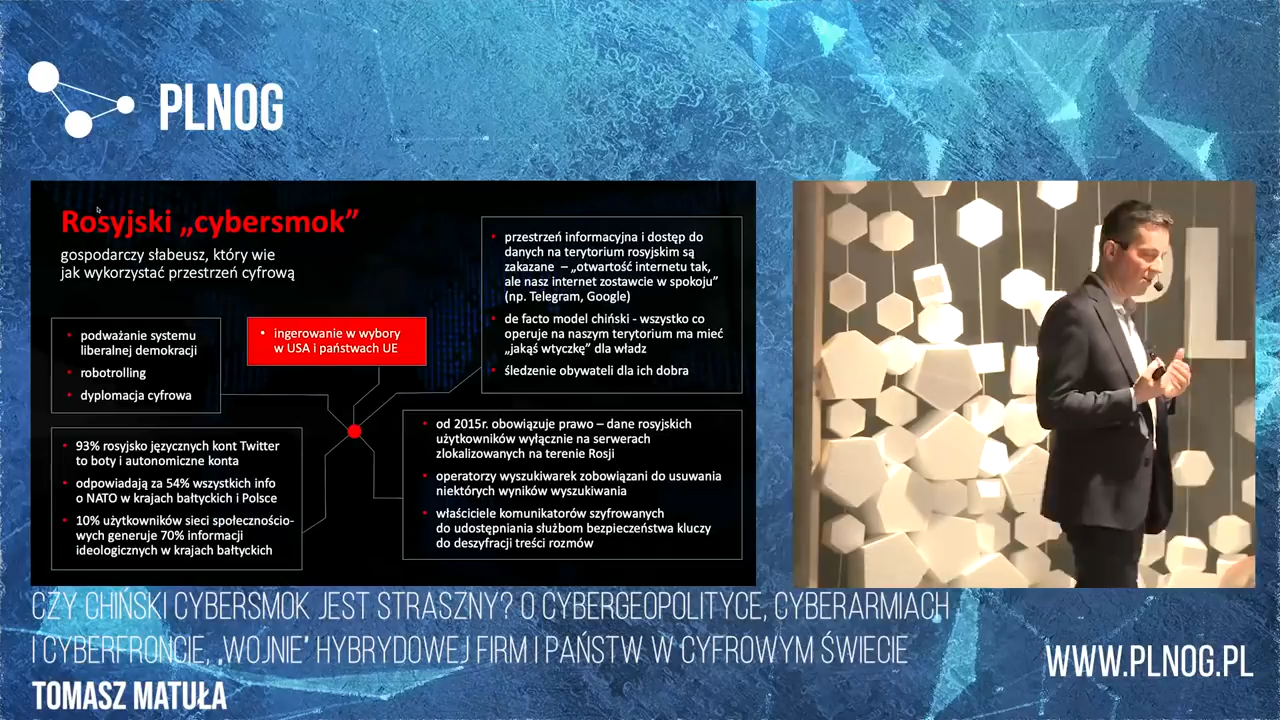 PLNOG
Rosyjski „cybersmok”
gospodarczy słabeusz, który wie
jak wykorzystać przestrzeń cyfrową
• podważanie systemu
liberalnej demokracji
• robotrolling
• dyplomacja cyfrowa
• ingerowanie w wybory
w USA i państwach UE
• przestrzeń informacyjna i dostęp do
danych na terytorium rosyjskim są
zakazane – „otwartość internetu tak,
ale nasz internet zostawcie w spokoju”
(np. Telegram, Google)
• de facto model chiński - wszystko co
operuje na naszym terytorium ma mieć
„jakąś wtyczkę” dla władz
• śledzenie obywateli dla ich dobra
• 93% rosyjsko języcznych kont Twitter
to boty i autonomiczne konta
• odpowiadają za 54% wszystkich info
o NATO w krajach bałtyckich i Polsce
• 10% użytkowników sieci społecznościo-
wych generuje 70% informacji
ideologicznych w krajach bałtyckich
• od 2015r. obowiązuje prawo – dane rosyjskich
użytkowników wyłącznie na serwerach
zlokalizowanych na terenie Rosji
• operatorzy wyszukiwarek zobowiązani do usuwania
niektórych wyników wyszukiwania
• właściciele komunikatorów szyfrowanych
do udostępniania służbom bezpieczeństwa kluczy
do deszyfracji treści rozmów
L
CZY CHIŃSKI CYBERSMOK JEST STRASZNY? O CYBERGEOPOLITYCE, CYBERARMIACH
I CYBERFRONCIE, „WOJNIE” HYBRYDOWEJ FIRM I PAŃSTW W CYFROWYM ŚWIECIE
TOMASZ MATUŁA
WWW.PLNOG.PL